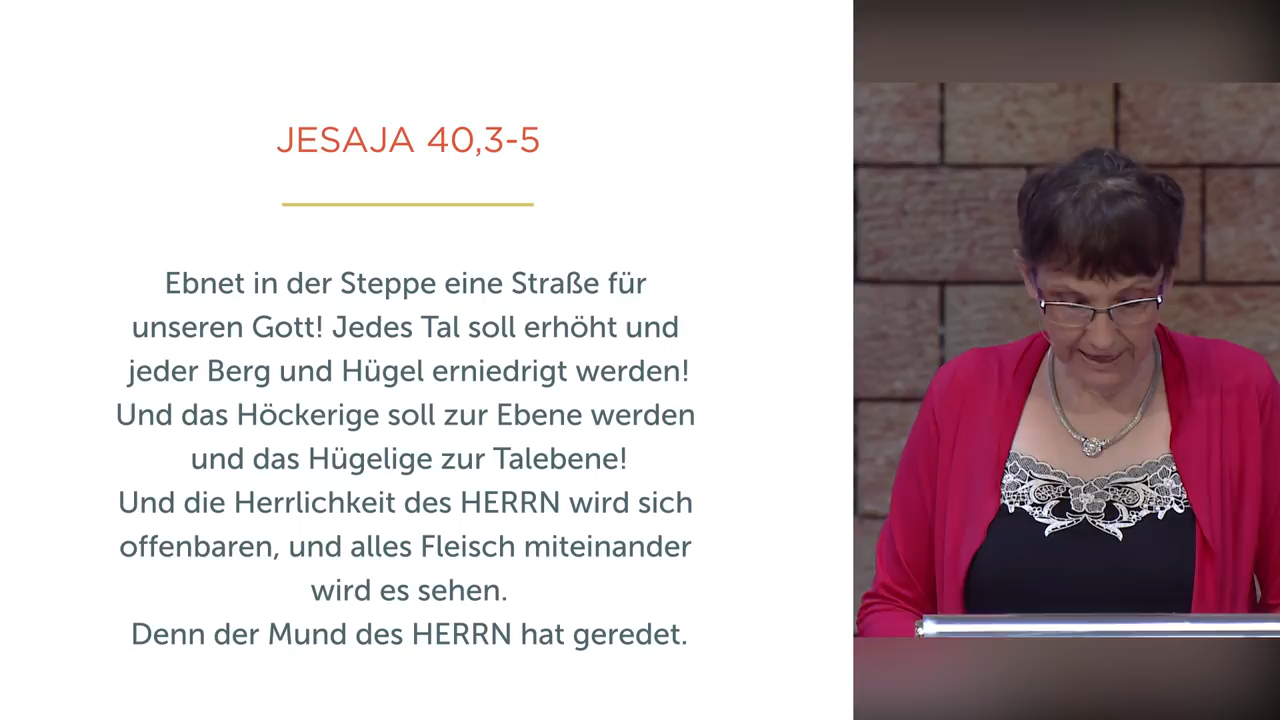 JESAJA 40,3-5
Ebnet in der Steppe eine Straße für
unseren Gott! Jedes Tal soll erhöht und
jeder Berg und Hügel erniedrigt werden!
Und das Höckerige soll zur Ebene werden
und das Hügelige zur Talebene!
Und die Herrlichkeit des HERRN wird sich
offenbaren, und alles Fleisch miteinander
wird es sehen.
Denn der Mund des HERRN hat geredet.